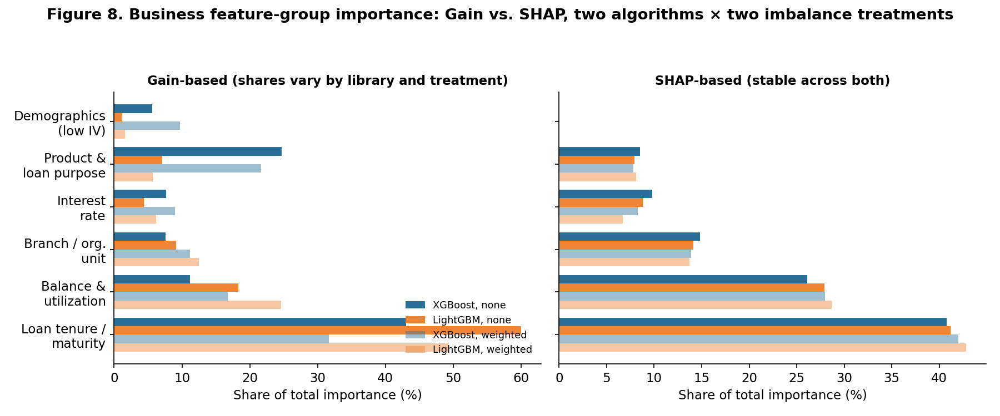 Figure 8. Business feature-group importance: Gain vs. SHAP, two algorithms × two imbalance treatments
Gain-based (shares vary by library and treatment)
Demographics
(low IV)
Product &
loan purpose
Interest
rate
Branch / org.
unit
Balance &
utilization
Loan tenure /
maturity
XGBoost, none
LightGBM, none
XGBoost, weighted
LightGBM, weighted
0 10 20 30 40 50 60
Share of total importance (%)
SHAP-based (stable across both)
0 5 10 15 20 25 30 35 40
Share of total importance (%)